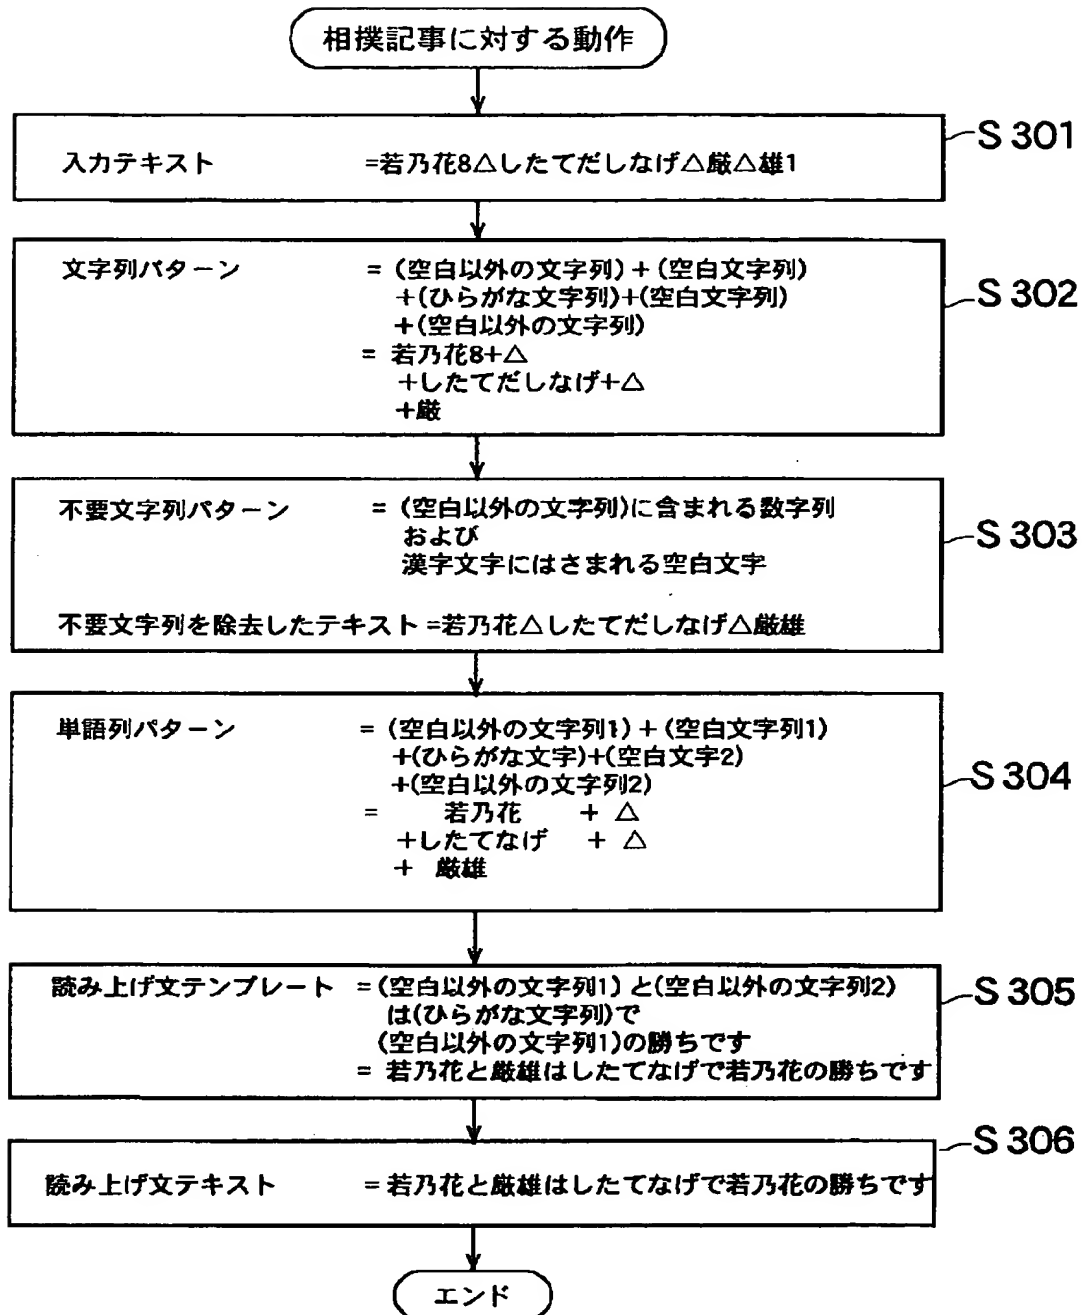 相撲記事に対する動作
S 301
入力テキスト =若乃花8△したてだしなげ△厳△雄1
S 302
文字列パターン = (空白以外の文字列) + (空白文字列)
+(ひらがな文字列)+(空白文字列)
+(空白以外の文字列)
= 若乃花8+△
+したてだしなげ+△
+厳
S 303
不要文字列パターン = (空白以外の文字列)に含まれる数字列
および
漢字文字にはさまれる空白文字
不要文字列を除去したテキスト =若乃花△したてだしなげ△厳雄
S 304
単語列パターン = (空白以外の文字列1) + (空白文字列1)
+(ひらがな文字)+(空白文字2)
+(空白以外の文字列2)
= 若乃花 + △
+したてなげ + △
+ 厳雄
S 305
読み上げ文テンプレート =(空白以外の文字列1) と(空白以外の文字列2)
は(ひらがな文字列)で
(空白以外の文字列1)の勝ちです
= 若乃花と厳雄はしたてなげで若乃花の勝ちです
S 306
読み上げ文テキスト =若乃花と厳雄はしたてなげで若乃花の勝ちです
エンド